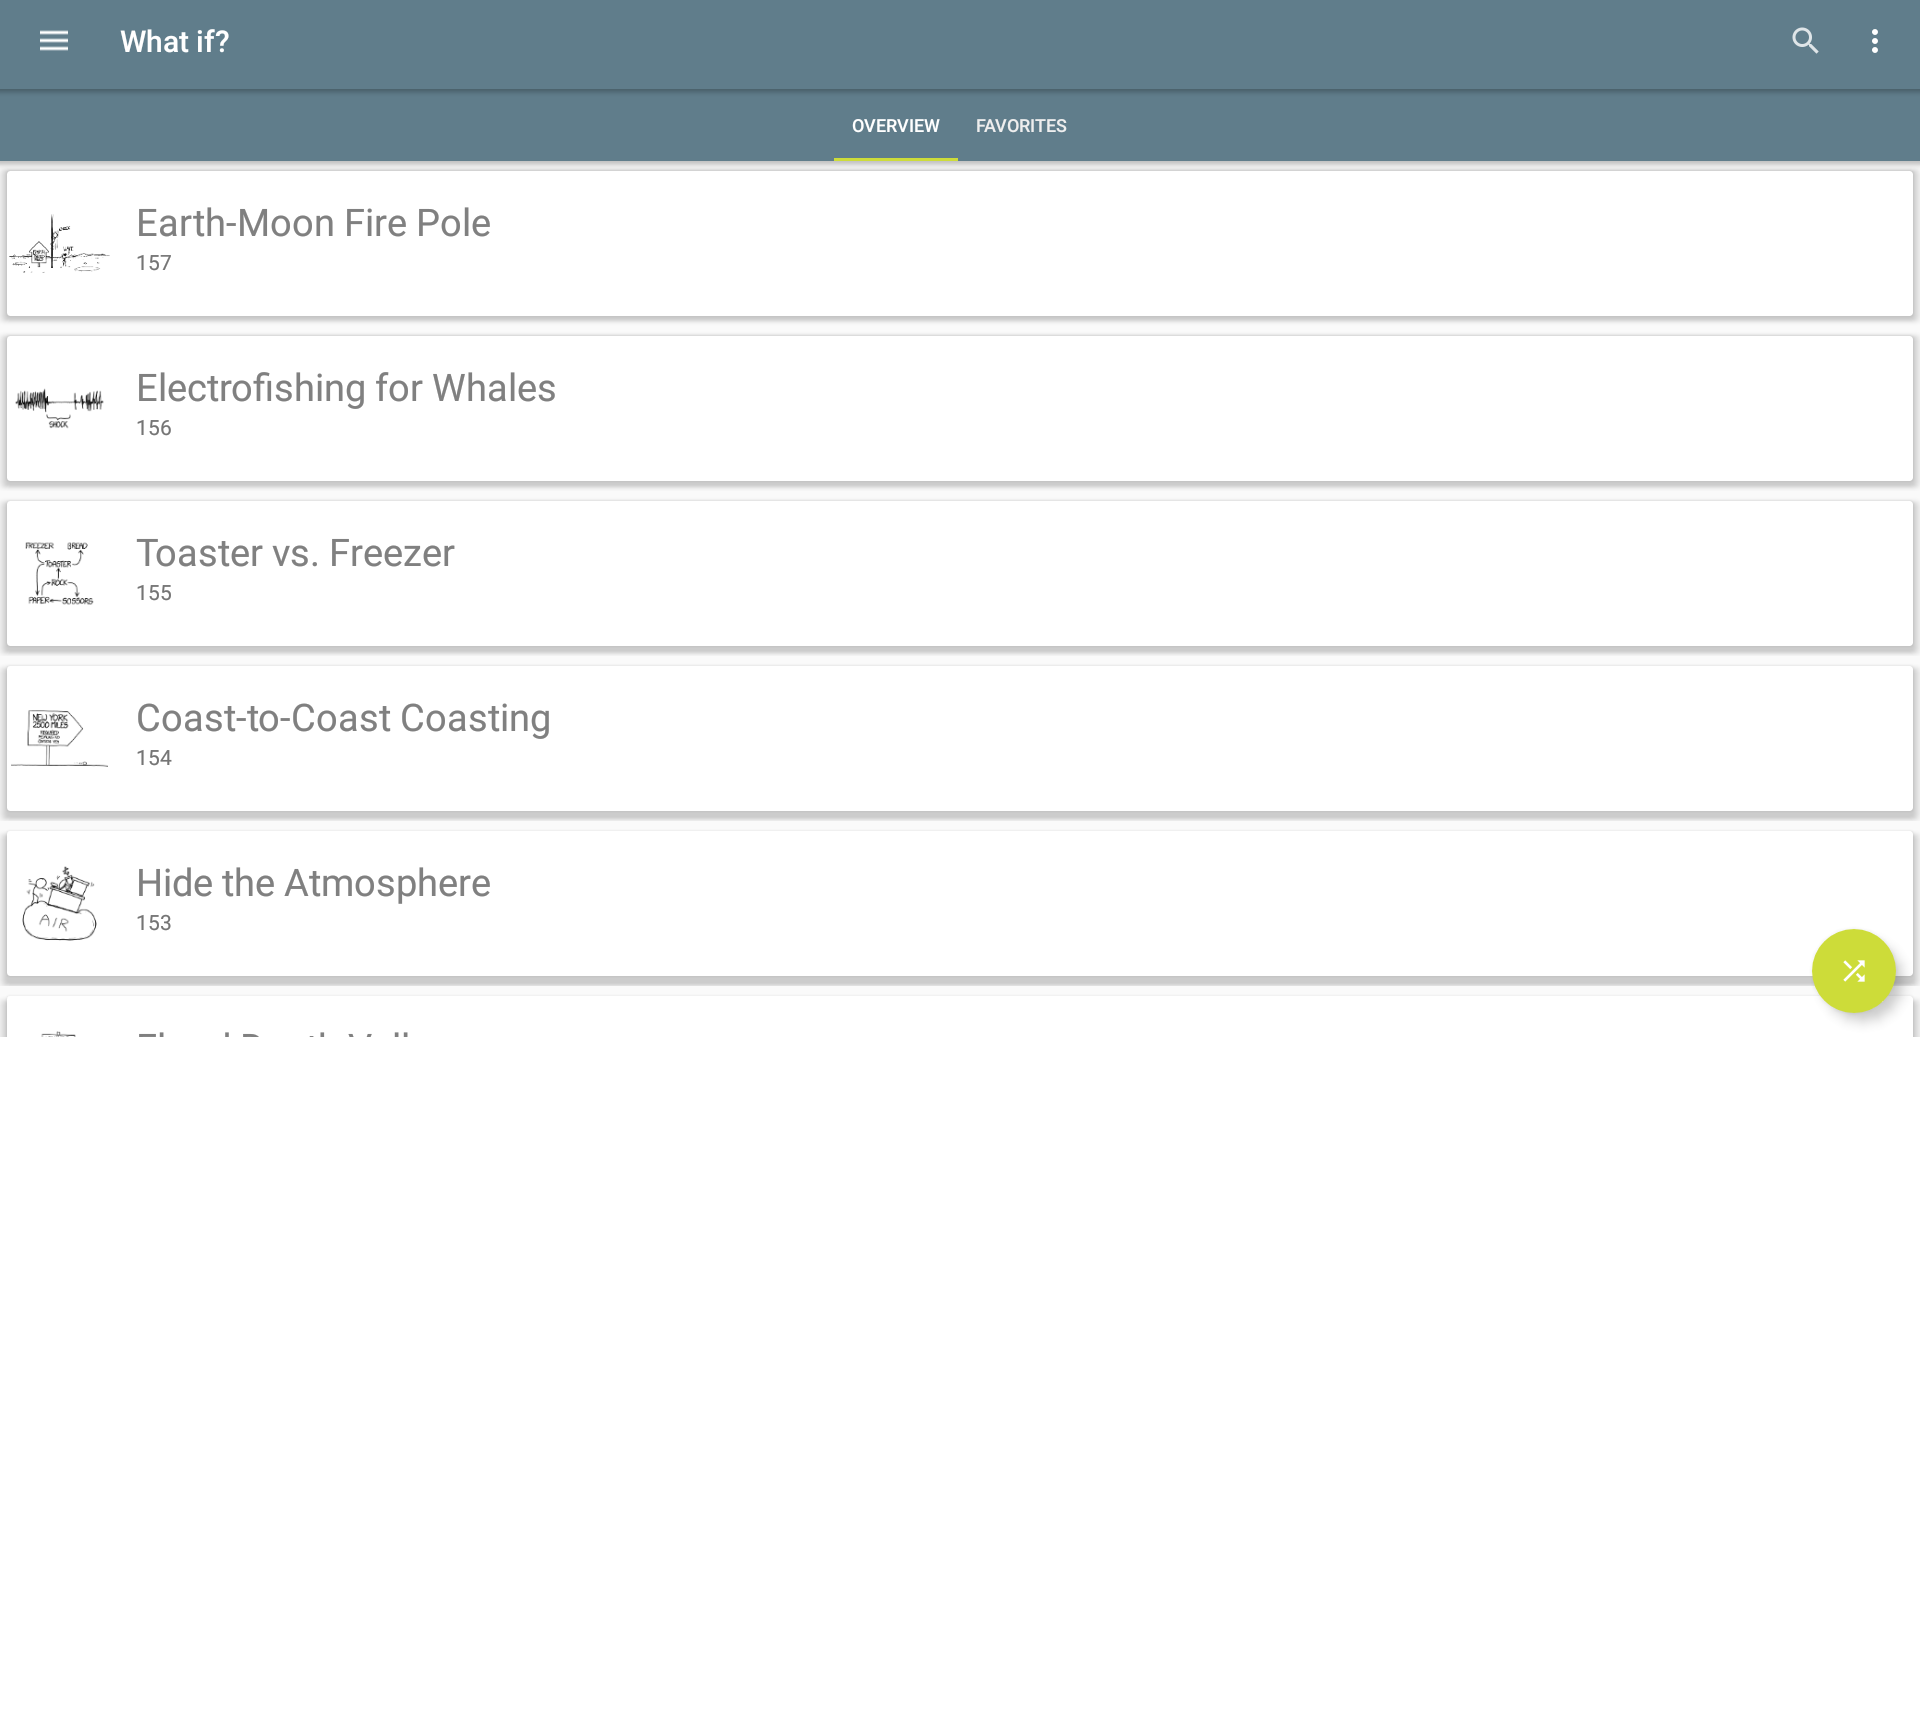 What if?
OVERVIEW FAVORITES
Earth-Moon Fire Pole
157
Electrofishing for Whales
156
SHOCK
Toaster vs. Freezer
155
FREEZER BREAD
TOASTER
ROCK
PAPER SCISSORS
Coast-to-Coast Coasting
154
NEW YORK
2500 MILES
Hide the Atmosphere
153
AIR